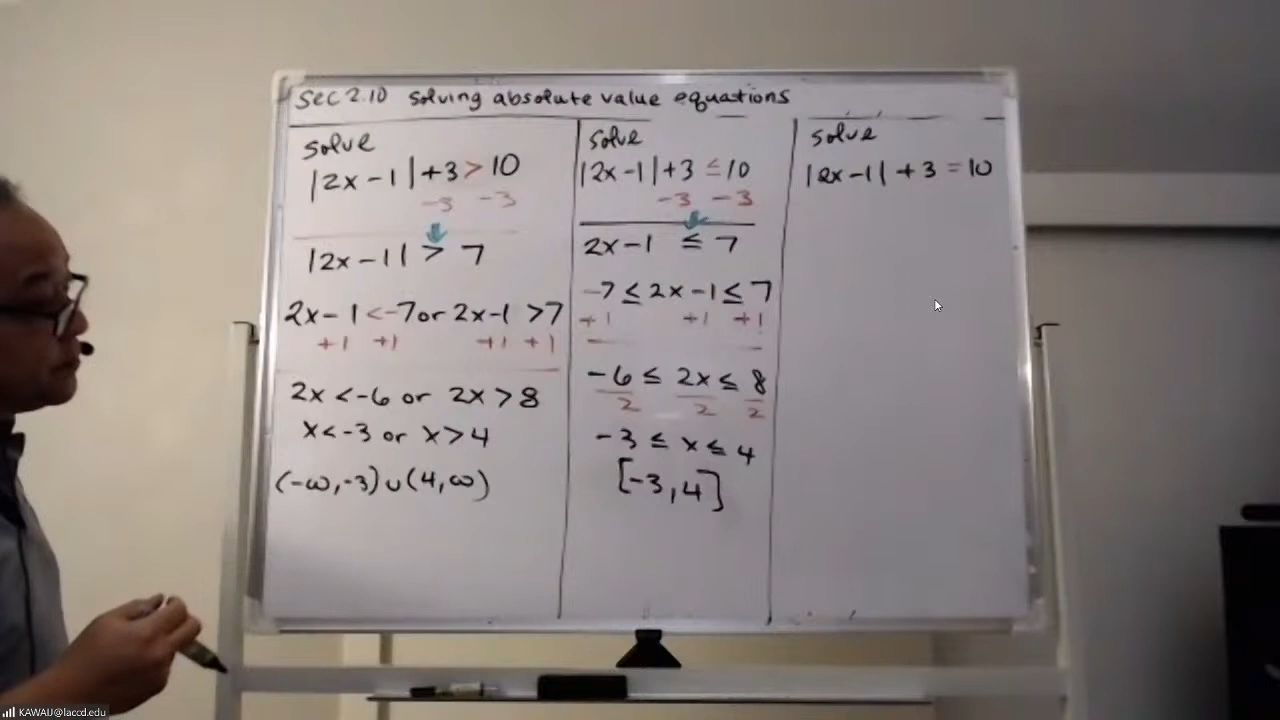 Sec 2.10 Solving absolute value equations
Solve
|2x - 1| + 3 > 10
-3 -3
|2x - 1| > 7
2x - 1 < -7 or 2x - 1 > 7
+1 +1 +1 +1
2x < -6 or 2x > 8
x < -3 or x > 4
(-∞, -3) ∪ (4, ∞)
Solve
|2x - 1| + 3 ≤ 10
-3 -3
2x - 1 ≤ 7
-7 ≤ 2x - 1 ≤ 7
+1 +1 +1
-6 ≤ 2x ≤ 8
2 2 2
-3 ≤ x ≤ 4
[-3, 4]
Solve
|2x - 1| + 3 = 10
KAWAIJ@laccd.edu